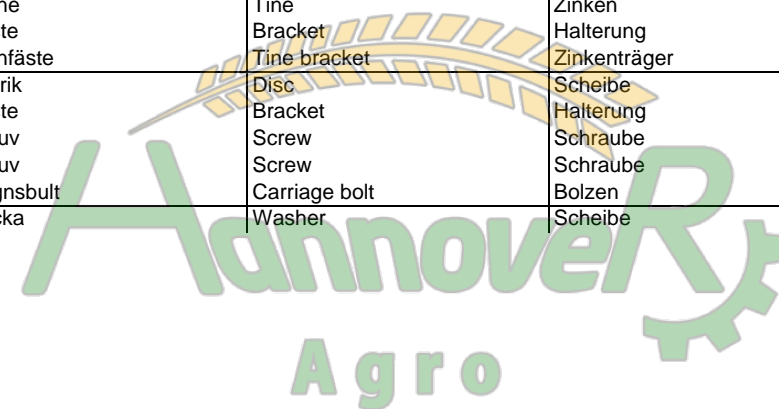 ne Tine Zinken
te Bracket Halterung
nfäste Tine bracket Zinkenträger
rik Disc Scheibe
te Bracket Halterung
uv Screw Schraube
uv Screw Schraube
gnsbult Carriage bolt Bolzen
cka Washer Scheibe
HannoveR
Agro